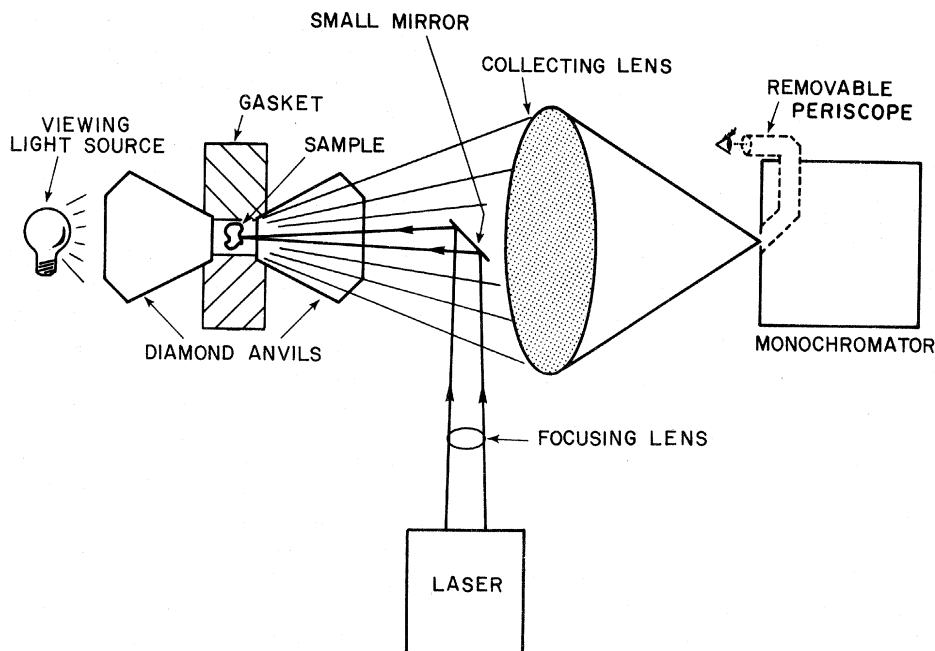 SMALL MIRROR
COLLECTING LENS
REMOVABLE
PERISCOPE
GASKET
VIEWING
LIGHT SOURCE
SAMPLE
DIAMOND ANVILS
MONOCHROMATOR
FOCUSING LENS
LASER